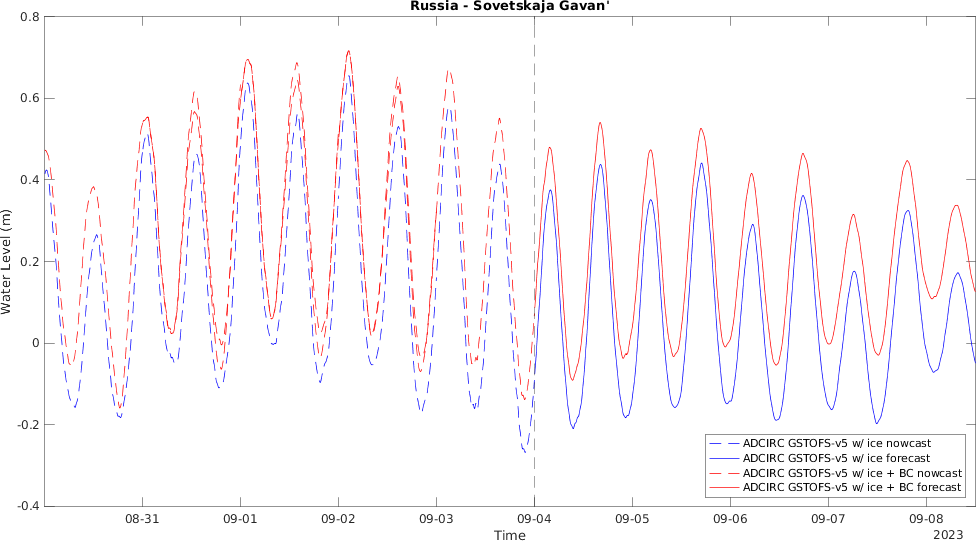 Russia - Sovetskaja Gavan'
Water Level (m)
0.8
0.6
0.4
0.2
0
-0.2
-0.4
ADCIRC GSTOFS-v5 w/ ice nowcast
ADCIRC GSTOFS-v5 w/ ice forecast
ADCIRC GSTOFS-v5 w/ ice + BC nowcast
ADCIRC GSTOFS-v5 w/ ice + BC forecast
08-31 09-01 09-02 09-03 09-04 09-05 09-06 09-07 09-08
Time
2023